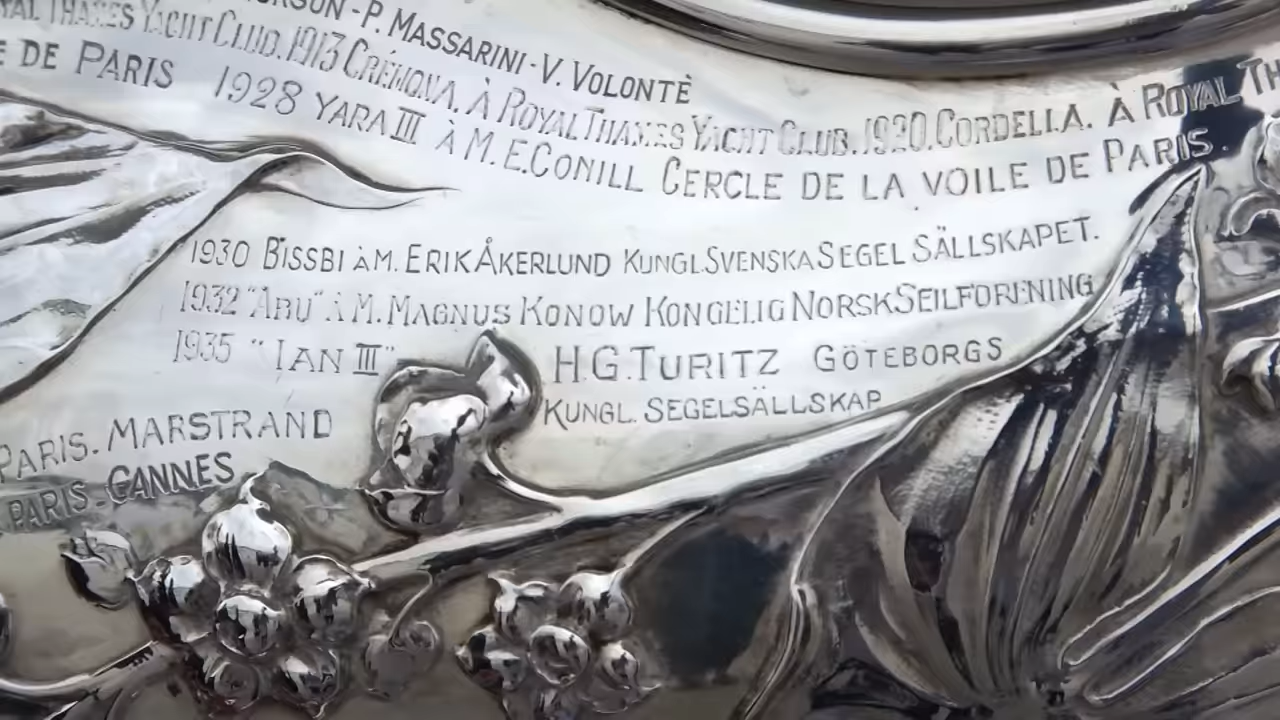 - P. MASSARINI - V. VOLONTÈ
YACHT CLUB. 1913 CREMONA. À ROYAL THAMES YACHT CLUB. 1920. CORDELLA. À ROYAL
DE PARIS 1928 YARA III À M. E. CONILL CERCLE DE LA VOILE DE PARIS.
1930 BISSBI À M. ERIK ÅKERLUND KUNGL. SVENSKA SEGEL SÄLLSKAPET.
1932 "ABU" À M. MAGNUS KONOW KONGELIG NORSK SEILFORENING
1935 "IAN III" H. G. TURITZ GÖTEBORGS
KUNGL. SEGELSÄLLSKAP
PARIS. MARSTRAND
PARIS - CANNES